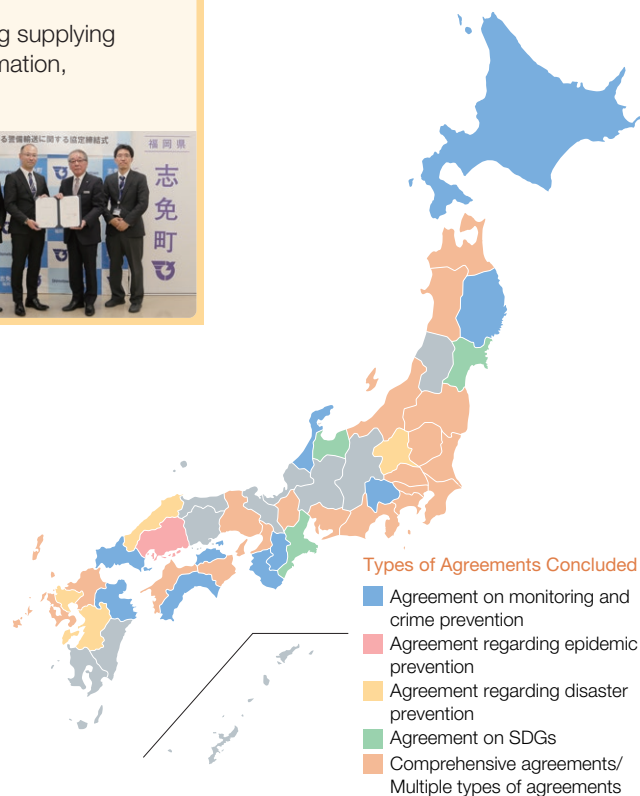 g supplying
nation,
る警備輸送に関する協定締結式
福岡県
志免町
Types of Agreements Concluded
Agreement on monitoring and
crime prevention
Agreement regarding epidemic
prevention
Agreement regarding disaster
prevention
Agreement on SDGs
Comprehensive agreements/
Multiple types of agreements